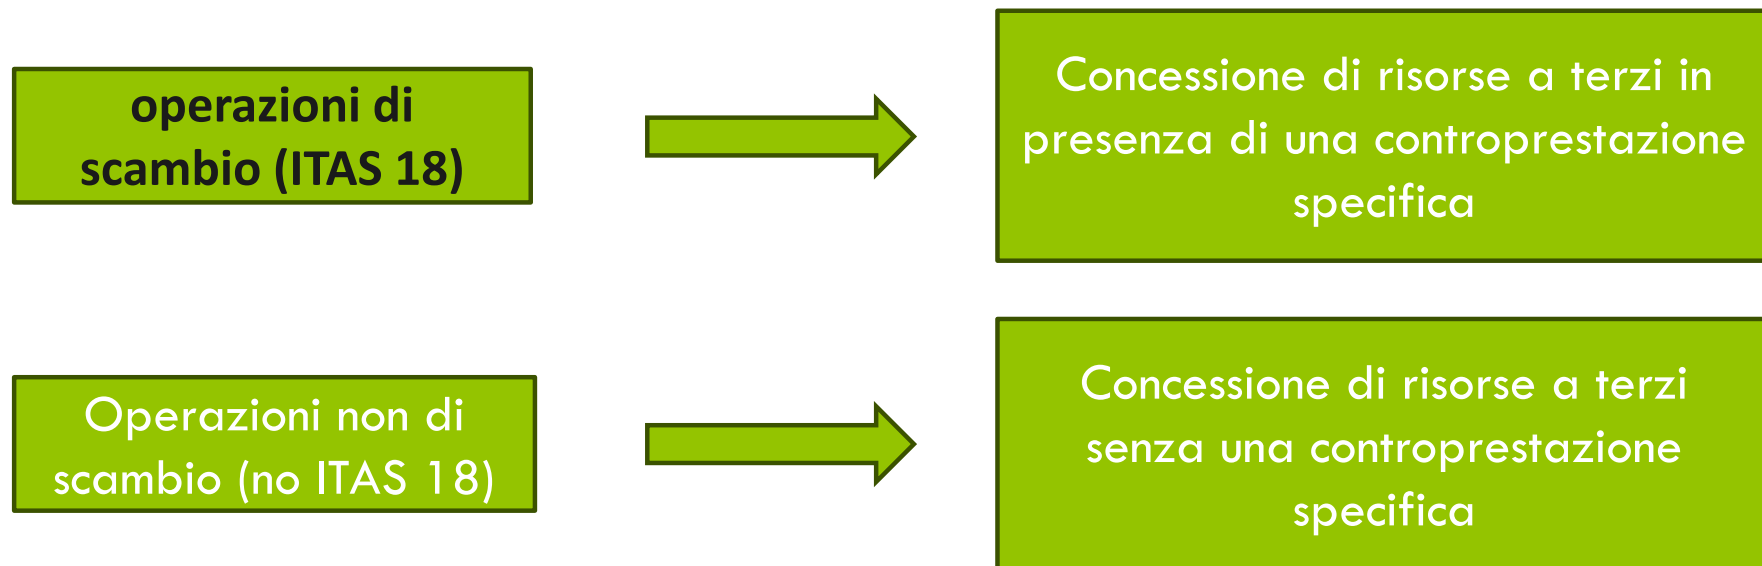 operazioni di
scambio (ITAS 18)
Concessione di risorse a terzi in
presenza di una controprestazione
specifica
Operazioni non di
scambio (no ITAS 18)
Concessione di risorse a terzi
senza una controprestazione
specifica